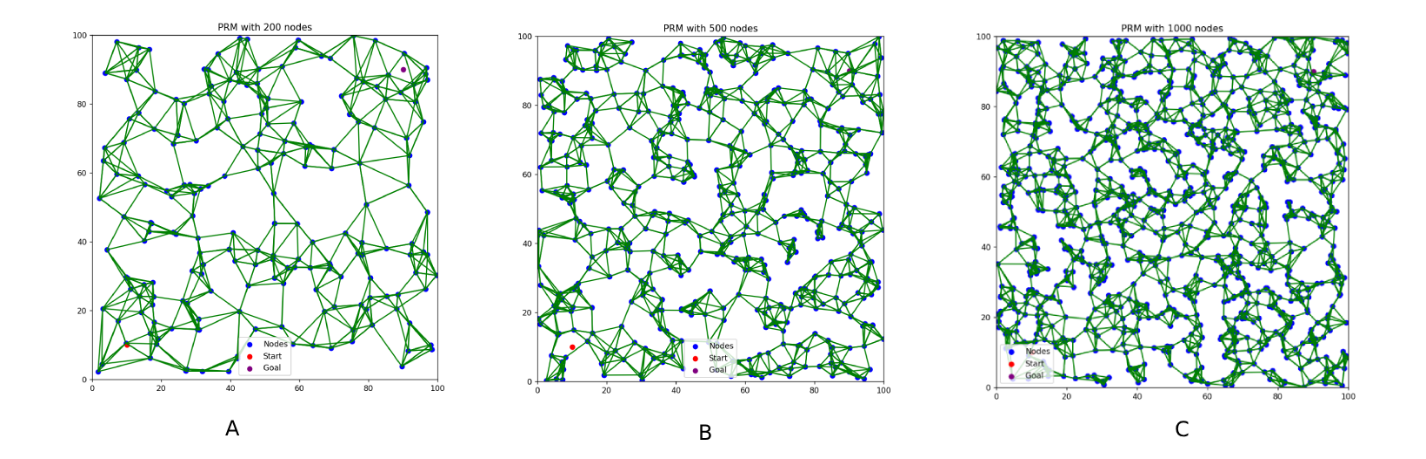 PRM with 200 nodes
100
80
60
40
20
0
0 20 40 60 80 100
Nodes
Start
Goal
A
PRM with 500 nodes
100
80
60
40
20
0
0 20 40 60 80 100
Nodes
Start
Goal
B
PRM with 1000 nodes
100
80
60
40
20
0
0 20 40 60 80 100
Nodes
Start
Goal
C